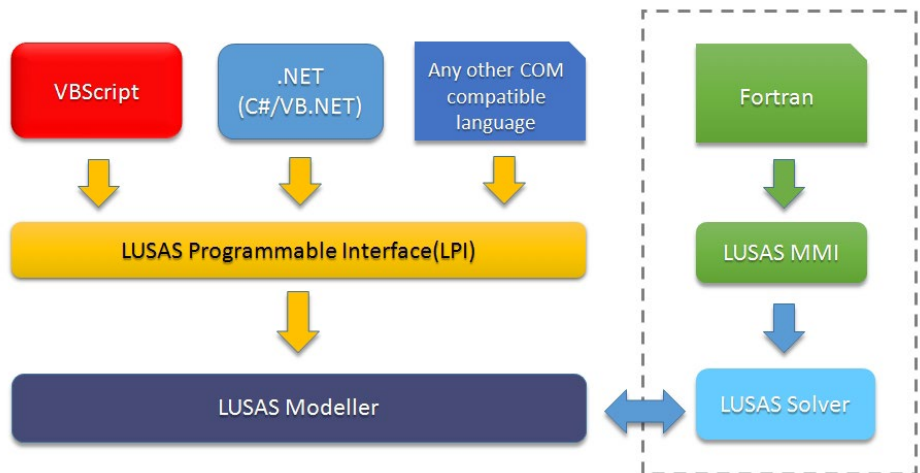 VBScript
.NET
(C#/VB.NET)
Any other COM
compatible
language
Fortran
LUSAS Programmable Interface(LPI)
LUSAS MMI
LUSAS Modeller
LUSAS Solver